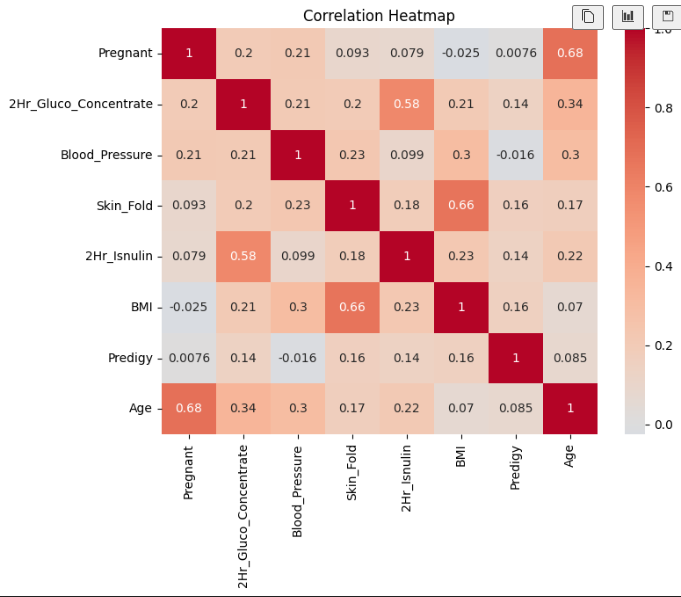 Correlation Heatmap
Pregnant 1 0.2 0.21 0.093 0.079 -0.025 0.0076 0.68
2Hr_Gluco_Concentrate 0.2 1 0.21 0.2 0.58 0.21 0.14 0.34
Blood_Pressure 0.21 0.21 1 0.23 0.099 0.3 -0.016 0.3
Skin_Fold 0.093 0.2 0.23 1 0.18 0.66 0.16 0.17
2Hr_Isnulin 0.079 0.58 0.099 0.18 1 0.23 0.14 0.22
BMI -0.025 0.21 0.3 0.66 0.23 1 0.16 0.07
Predigy 0.0076 0.14 -0.016 0.16 0.14 0.16 1 0.085
Age 0.68 0.34 0.3 0.17 0.22 0.07 0.085 1
Pregnant
2Hr_Gluco_Concentrate
Blood_Pressure
Skin_Fold
2Hr_Isnulin
BMI
Predigy
Age
1.0
0.8
0.6
0.4
0.2
0.0